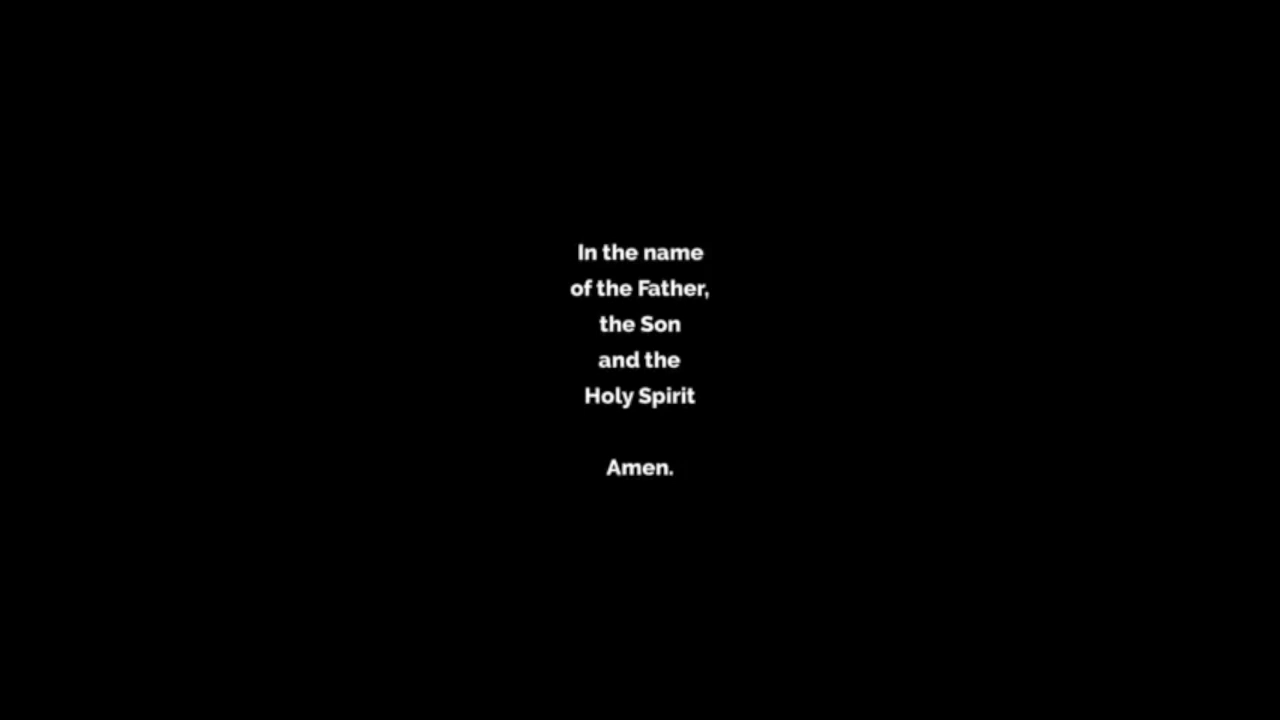 In the name
of the Father,
the Son
and the
Holy Spirit
Amen.